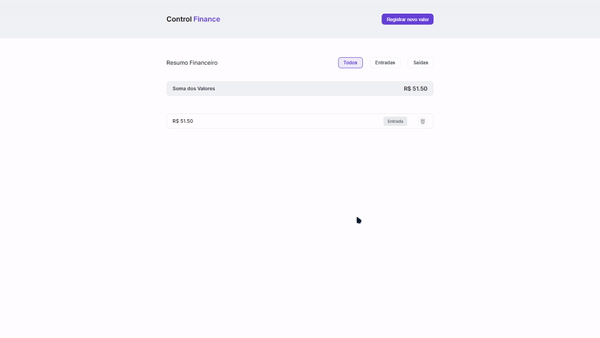 Control Finance
Registrar novo valor
Resumo Financeiro
Todos
Entradas
Saídas
Soma dos Valores
R$ 51.50
R$ 51.50
Entrada